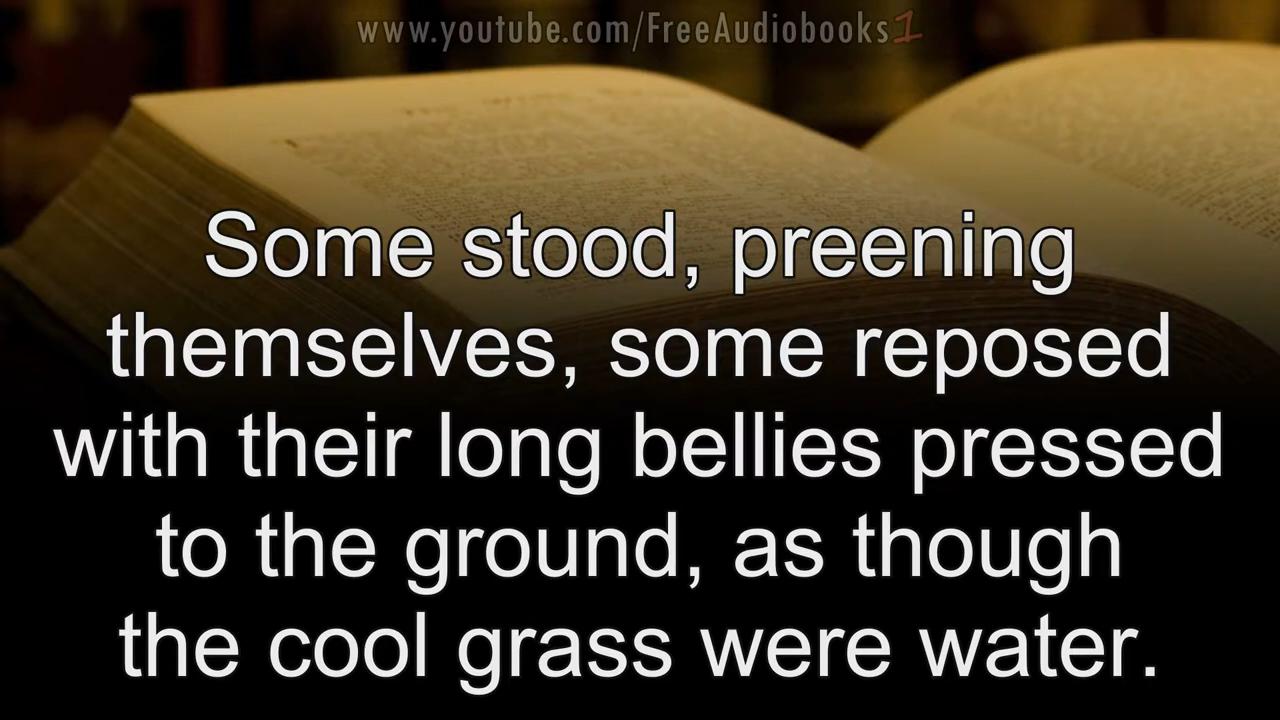 www.youtube.com/FreeAudiobooks1
Some stood, preening
themselves, some reposed
with their long bellies pressed
to the ground, as though
the cool grass were water.